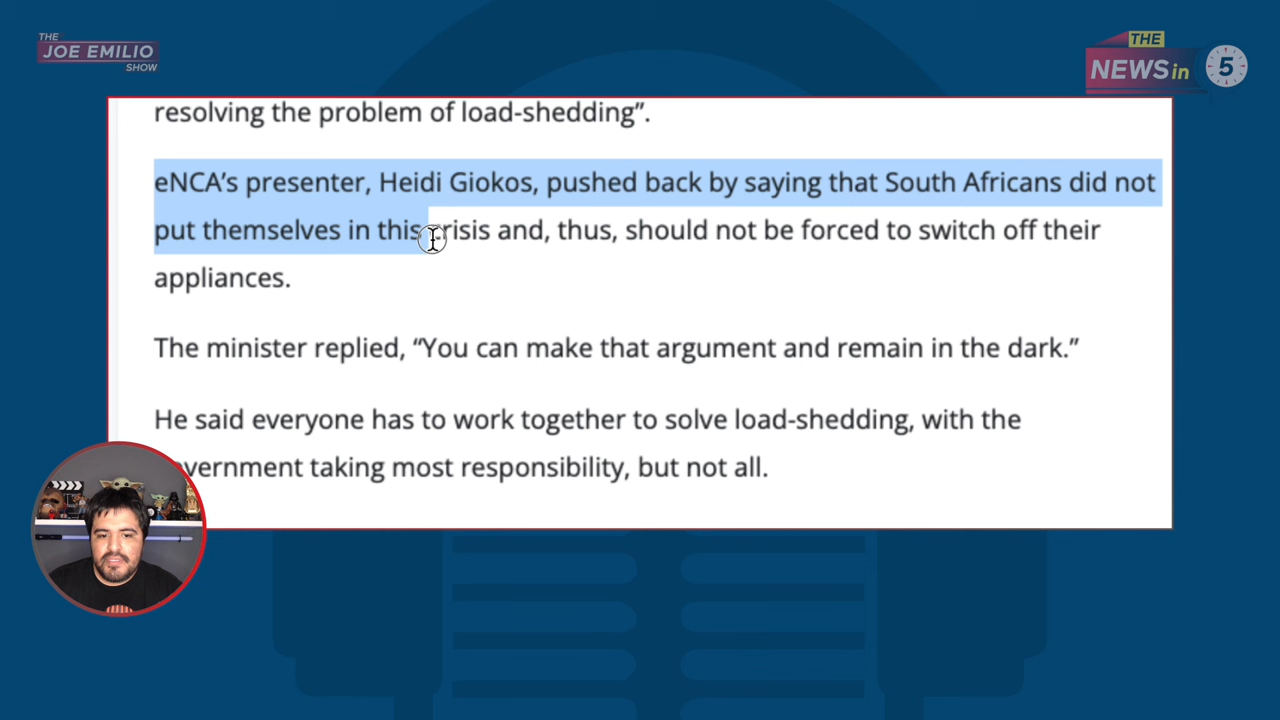 THE
JOE EMILIO
SHOW
THE
NEWS in 5
resolving the problem of load-shedding”.
eNCA’s presenter, Heidi Giokos, pushed back by saying that South Africans did not
put themselves in this crisis and, thus, should not be forced to switch off their
appliances.
The minister replied, “You can make that argument and remain in the dark.”
He said everyone has to work together to solve load-shedding, with the
government taking most responsibility, but not all.